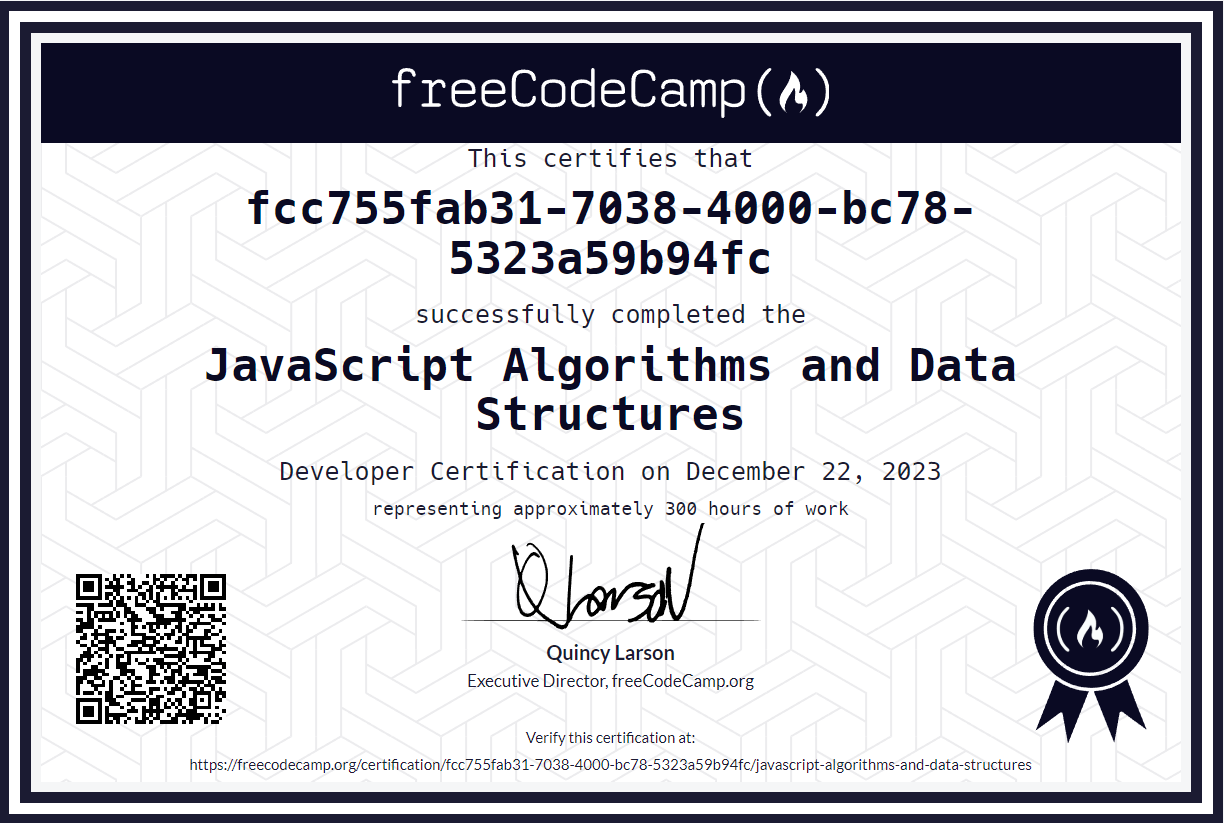 freeCodeCamp
This certifies that
fcc755fab31-7038-4000-bc78-
5323a59b94fc
successfully completed the
JavaScript Algorithms and Data
Structures
Developer Certification on December 22, 2023
representing approximately 300 hours of work
Q Larson
Quincy Larson
Executive Director, freeCodeCamp.org
Verify this certification at:
https://freecodecamp.org/certification/fcc755fab31-7038-4000-bc78-5323a59b94fc/javascript-algorithms-and-data-structures